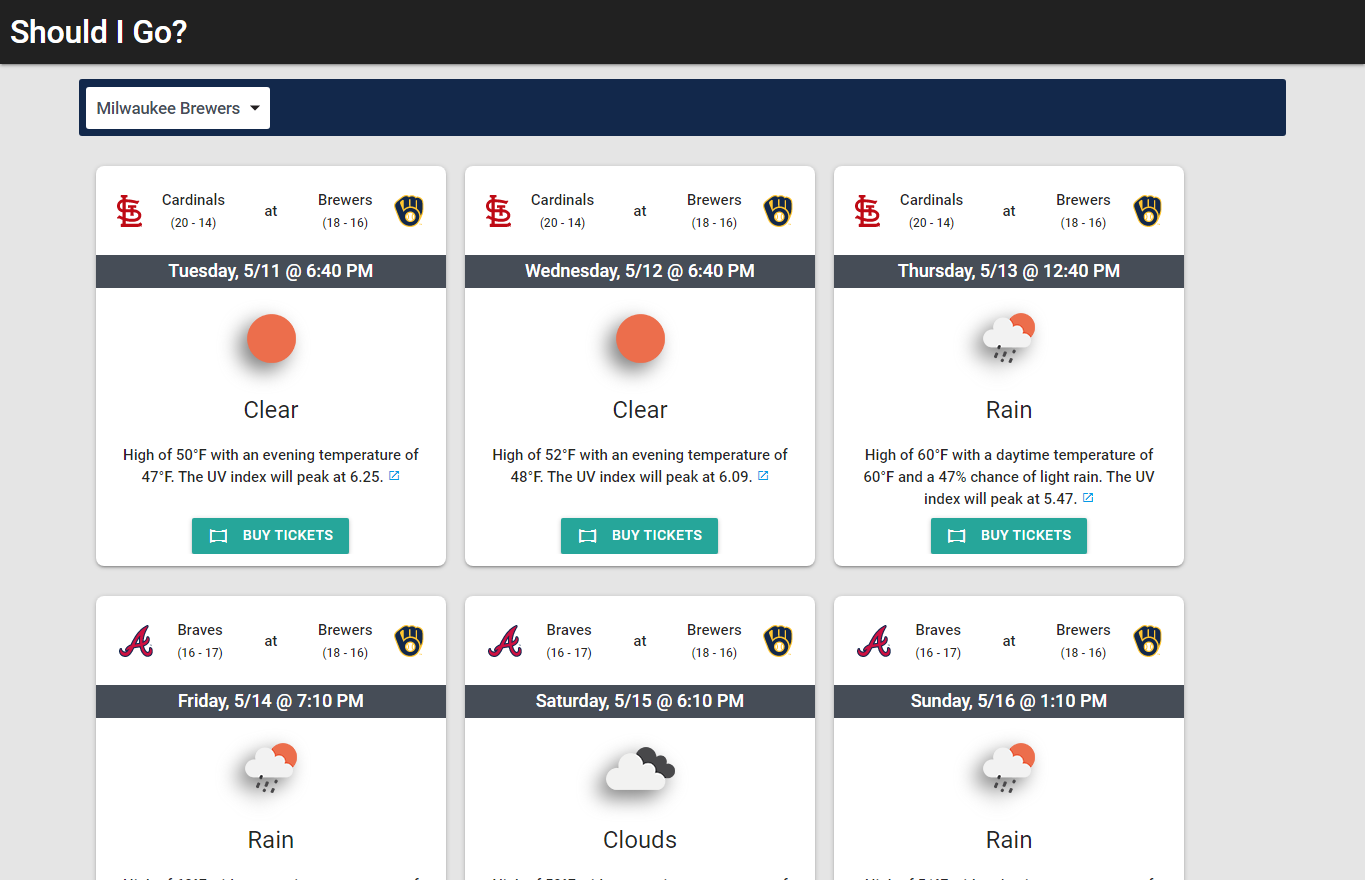 Should I Go?
Milwaukee Brewers
Cardinals
(20 - 14)
at
Brewers
(18 - 16)
Tuesday, 5/11 @ 6:40 PM
Clear
High of 50°F with an evening temperature of
47°F. The UV index will peak at 6.25.
BUY TICKETS
Cardinals
(20 - 14)
at
Brewers
(18 - 16)
Wednesday, 5/12 @ 6:40 PM
Clear
High of 52°F with an evening temperature of
48°F. The UV index will peak at 6.09.
BUY TICKETS
Cardinals
(20 - 14)
at
Brewers
(18 - 16)
Thursday, 5/13 @ 12:40 PM
Rain
High of 60°F with a daytime temperature of
60°F and a 47% chance of light rain. The UV
index will peak at 5.47.
BUY TICKETS
Braves
(16 - 17)
at
Brewers
(18 - 16)
Friday, 5/14 @ 7:10 PM
Rain
Braves
(16 - 17)
at
Brewers
(18 - 16)
Saturday, 5/15 @ 6:10 PM
Clouds
Braves
(16 - 17)
at
Brewers
(18 - 16)
Sunday, 5/16 @ 1:10 PM
Rain